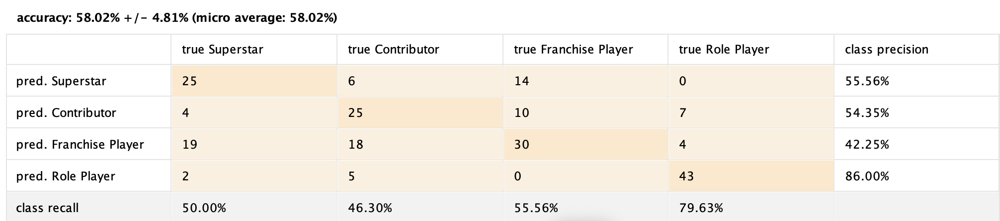 accuracy: 58.02% +/- 4.81% (micro average: 58.02%)
true Superstar true Contributor true Franchise Player true Role Player class precision
pred. Superstar 25 6 14 0 55.56%
pred. Contributor 4 25 10 7 54.35%
pred. Franchise Player 19 18 30 4 42.25%
pred. Role Player 2 5 0 43 86.00%
class recall 50.00% 46.30% 55.56% 79.63%